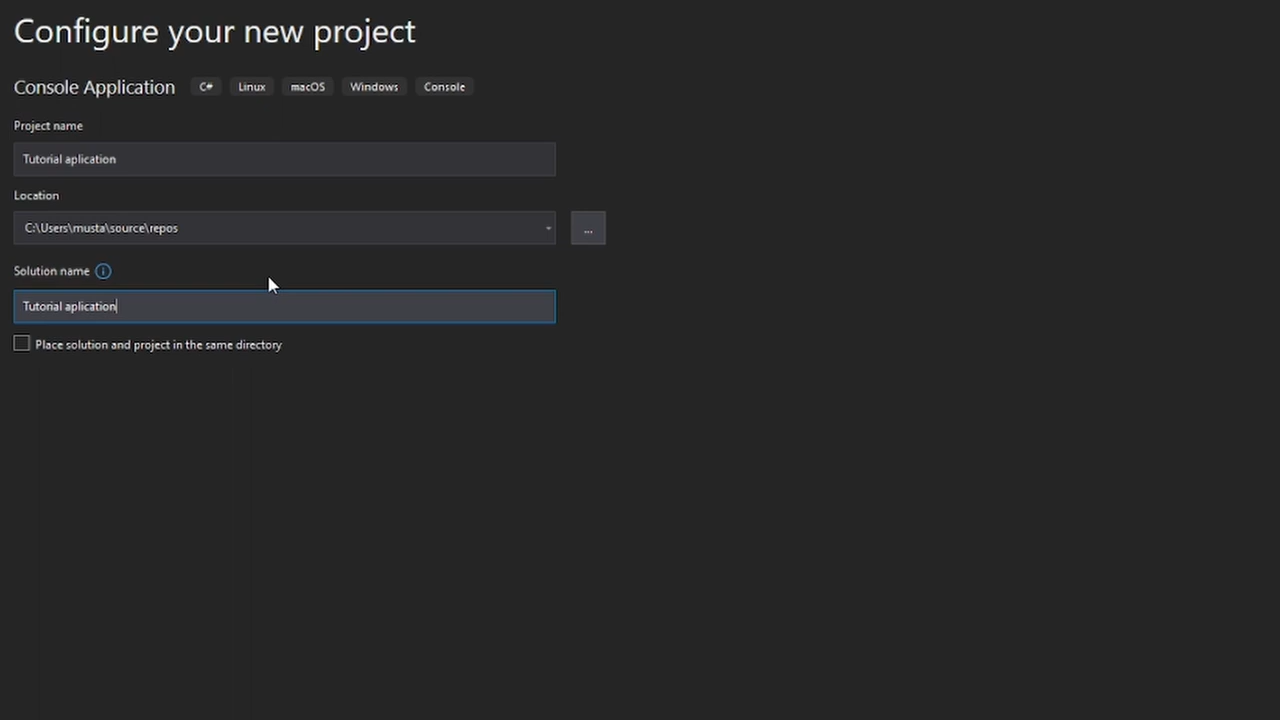 Configure your new project
Console Application C# Linux macOS Windows Console
Project name
Tutorial aplication
Location
C:\Users\musta\source\repos
...
Solution name
Tutorial aplication
Place solution and project in the same directory